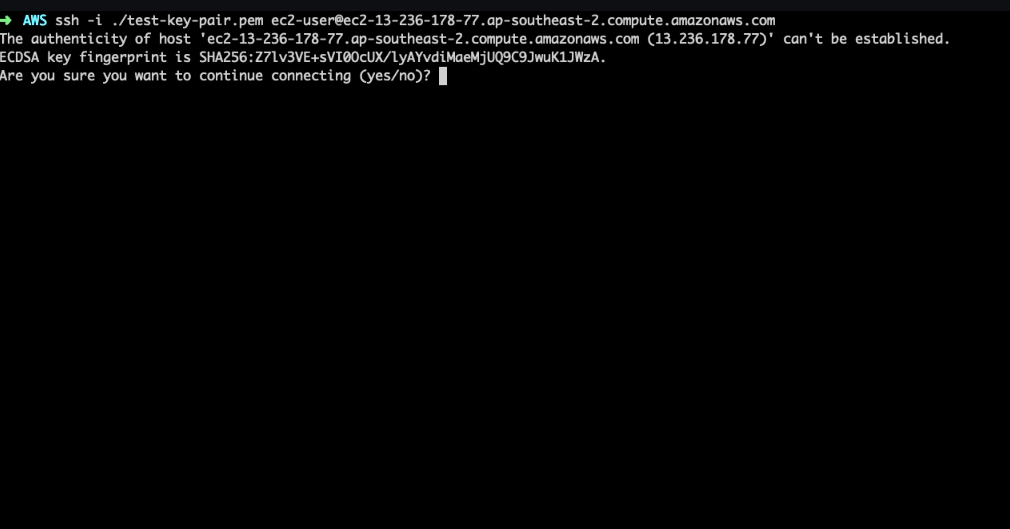 ➜ AWS ssh -i ./test-key-pair.pem ec2-user@ec2-13-236-178-77.ap-southeast-2.compute.amazonaws.com
The authenticity of host 'ec2-13-236-178-77.ap-southeast-2.compute.amazonaws.com (13.236.178.77)' can't be established.
ECDSA key fingerprint is SHA256:Z7lv3VE+sVI0OcUX/lyAYvdiMaeMjUQ9C9JwuK1JWzA.
Are you sure you want to continue connecting (yes/no)?